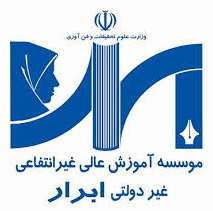 وزارت علوم تحقیقات و فن آوری
موسسه آموزش عالی غیرانتفاعی
غیر دولتی ابرار